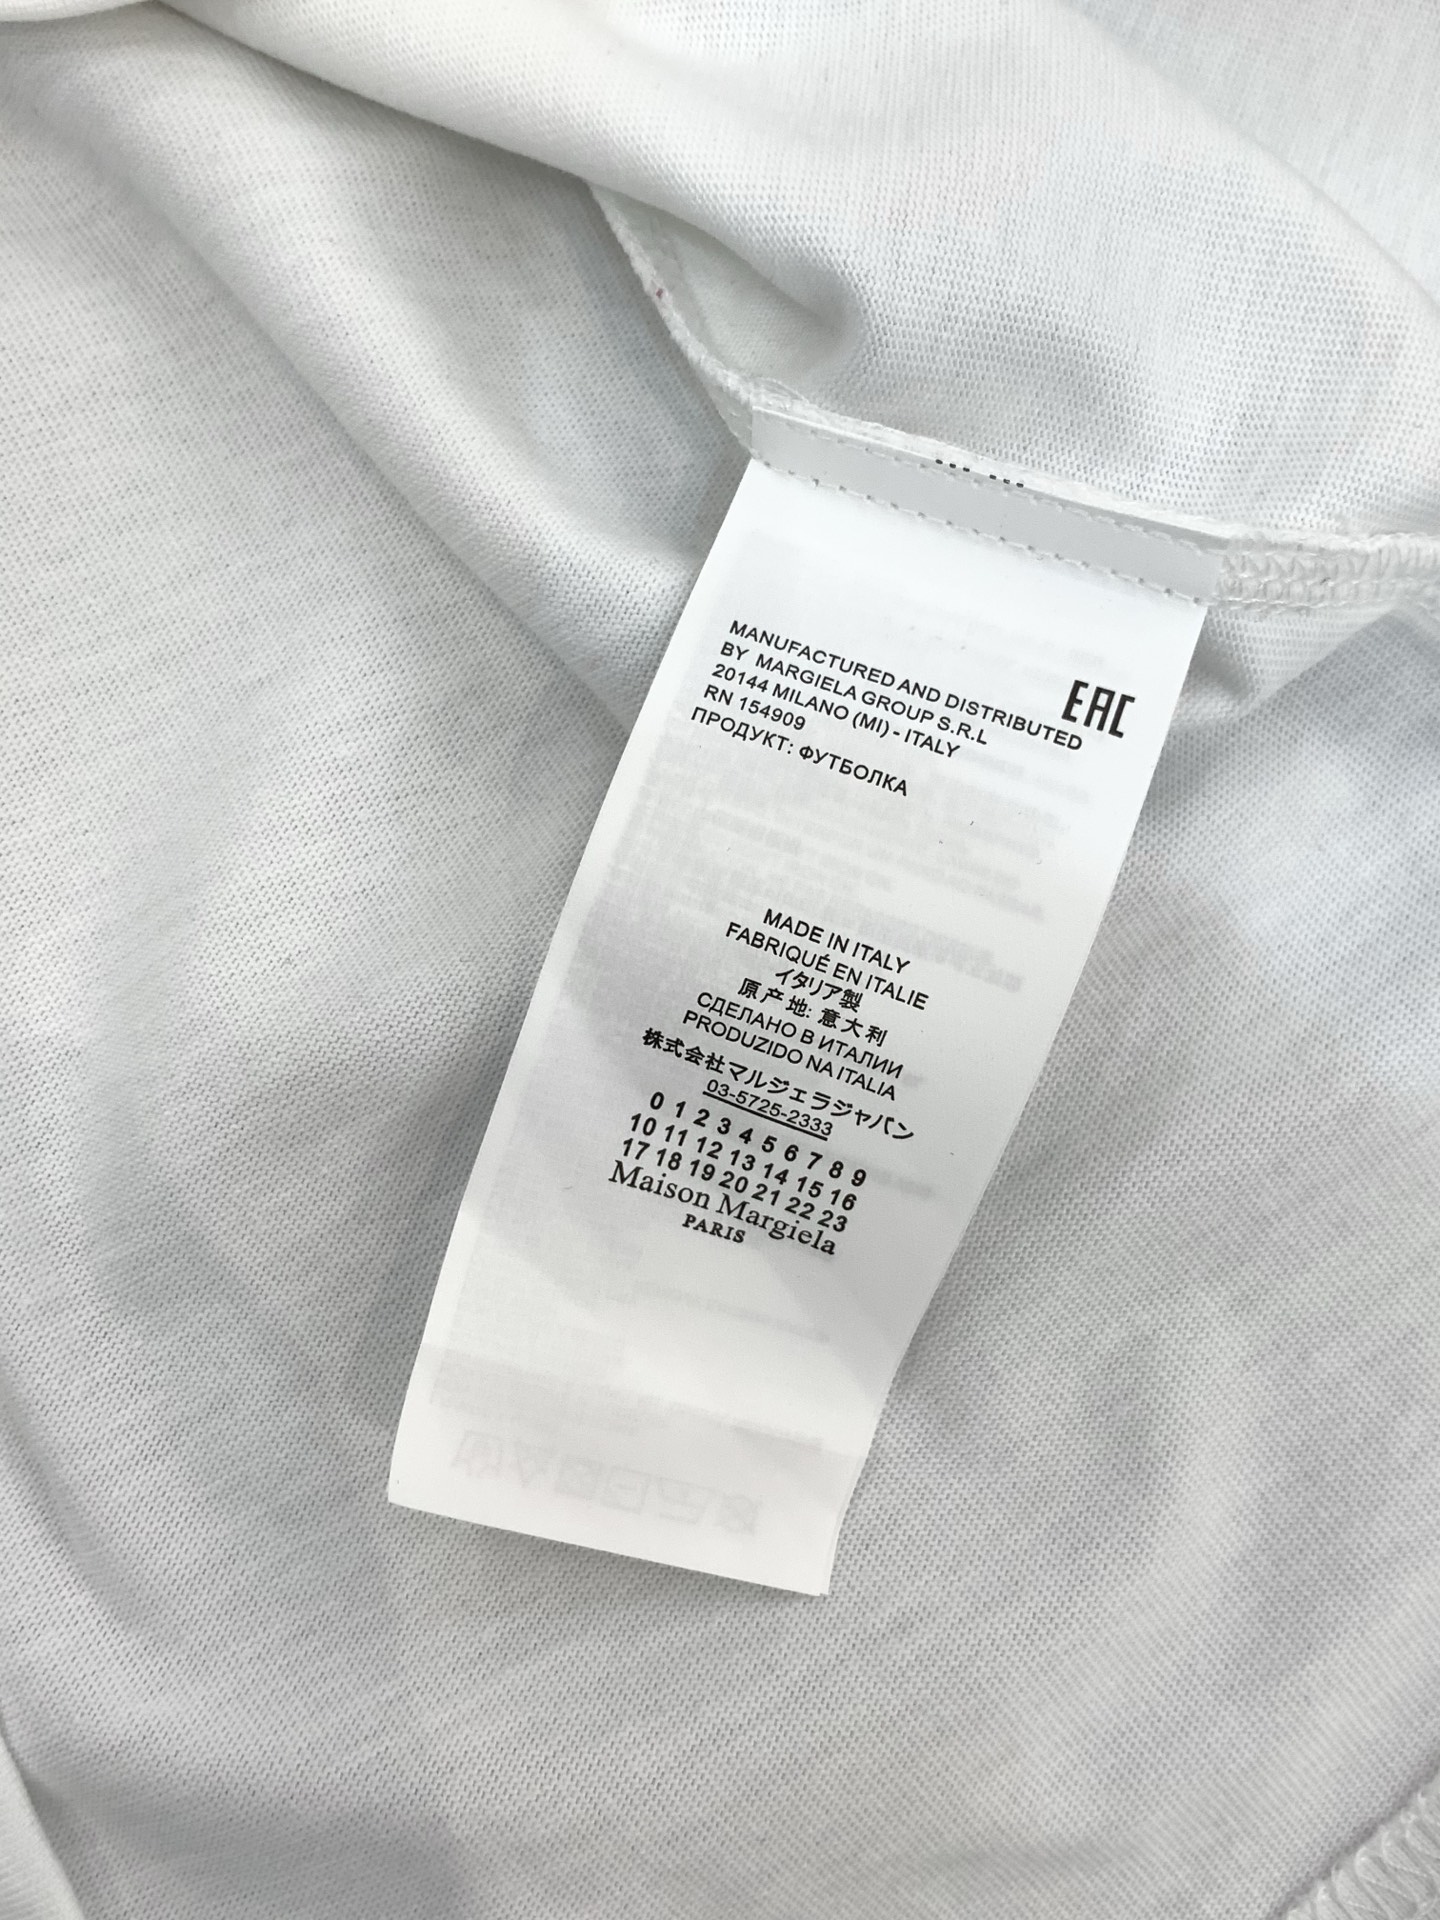 MANUFACTURED AND DISTRIBUTED
BY MARGIELA GROUP S.R.L
20144 MILANO (MI) - ITALY
RN 154909
ПРОДУКТ: ФУТБОЛКА
EAC
MADE IN ITALY
FABRIQUÉ EN ITALIE
イタリア製
原产地: 意大利
СДЕЛАНО В ИТАЛИИ
PRODUZIDO NA ITALIA
株式会社マルジェラジャパン
03-5725-2333
0 1 2 3 4 5 6 7 8 9
10 11 12 13 14 15 16
17 18 19 20 21 22 23
Maison Margiela
PARIS